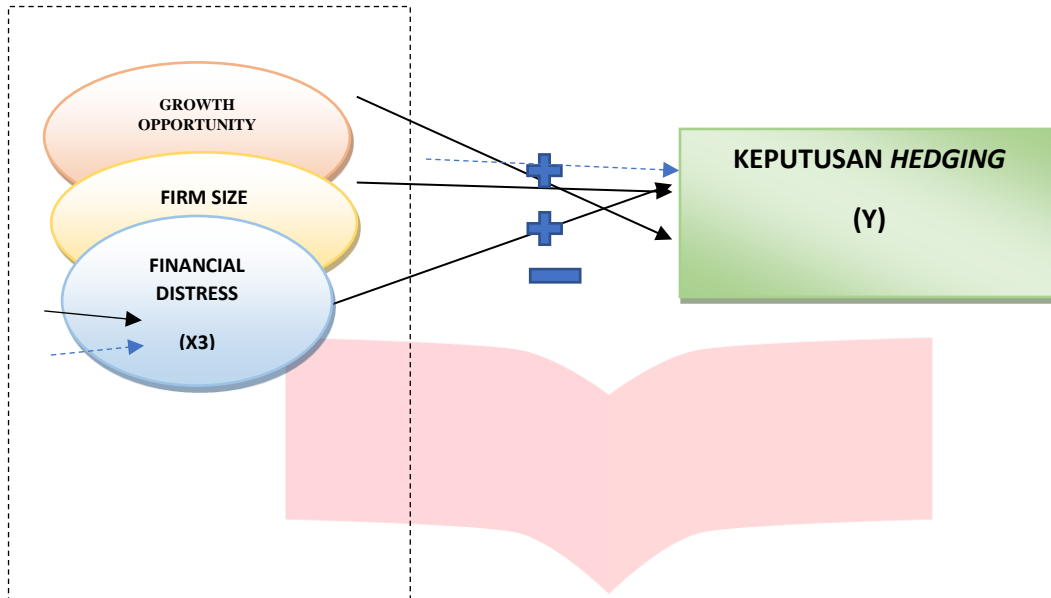 GROWTH
OPPORTUNITY
FIRM SIZE
FINANCIAL
DISTRESS
(X3)
KEPUTUSAN HEDGING
(Y)